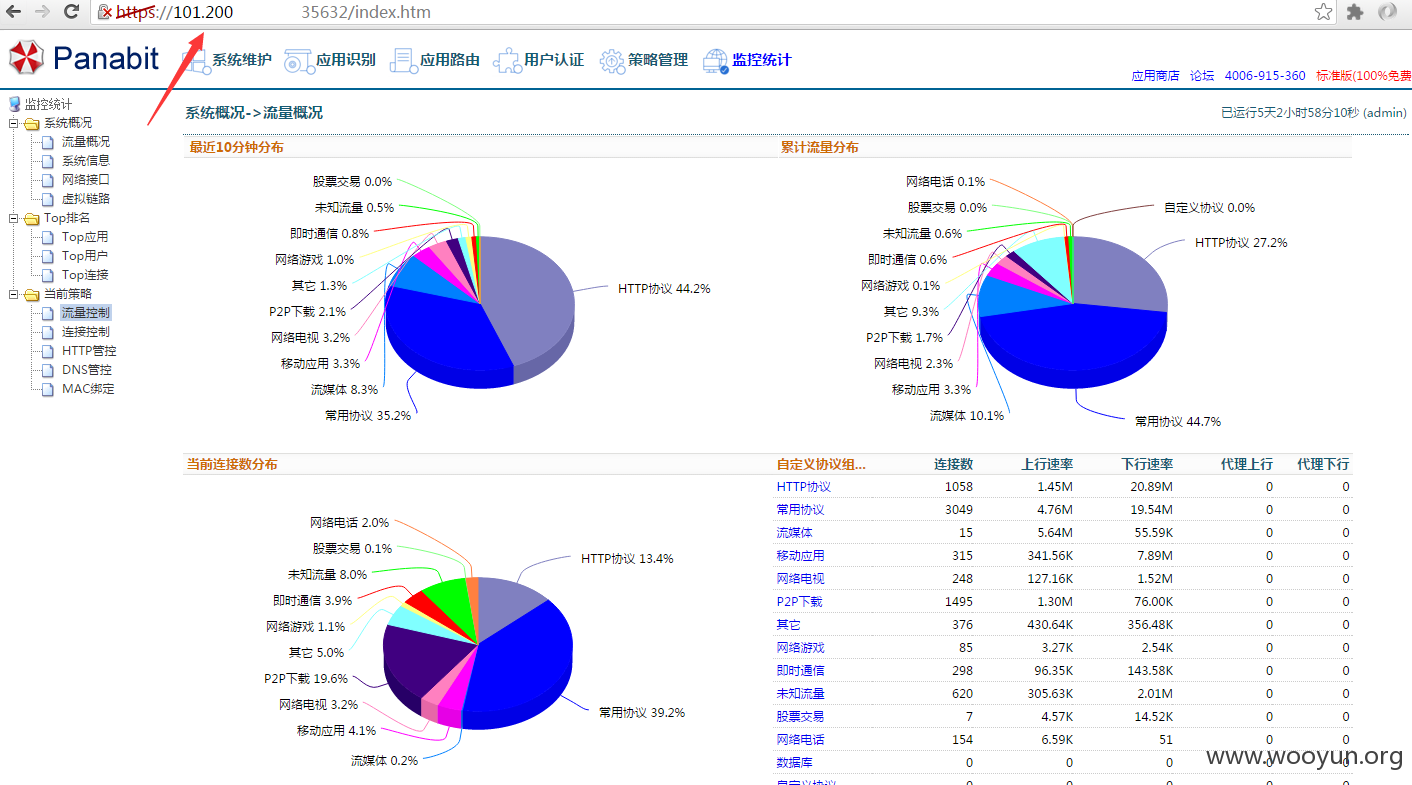 https://101.200 35632/index.htm
Panabit 系统维护 应用识别 应用路由 用户认证 策略管理 监控统计
应用商店 论坛 4006-915-360 标准版(100%免费
监控统计
系统概况
流量概况
系统信息
网络接口
虚拟链路
Top排名
Top应用
Top用户
Top连接
当前策略
流量控制
连接控制
HTTP管控
DNS管控
MAC绑定
系统概况->流量概况 已运行5天2小时58分10秒 (admin)
最近10分钟分布
股票交易 0.0%
未知流量 0.5%
即时通信 0.8%
网络游戏 1.0%
其它 1.3%
P2P下载 2.1%
网络电视 3.2%
移动应用 3.3%
流媒体 8.3%
常用协议 35.2%
HTTP协议 44.2%
累计流量分布
网络电话 0.1%
股票交易 0.0%
未知流量 0.6%
即时通信 0.6%
网络游戏 0.1%
其它 9.3%
P2P下载 1.7%
网络电视 2.3%
移动应用 3.3%
流媒体 10.1%
自定义协议 0.0%
HTTP协议 27.2%
常用协议 44.7%
当前连接数分布
网络电话 2.0%
股票交易 0.1%
未知流量 8.0%
即时通信 3.9%
网络游戏 1.1%
其它 5.0%
P2P下载 19.6%
网络电视 3.2%
移动应用 4.1%
流媒体 0.2%
HTTP协议 13.4%
常用协议 39.2%
自定义协议组... 连接数 上行速率 下行速率 代理上行 代理下行
HTTP协议 1058 1.45M 20.89M 0 0
常用协议 3049 4.76M 19.54M 0 0
流媒体 15 5.64M 55.59K 0 0
移动应用 315 341.56K 7.89M 0 0
网络电视 248 127.16K 1.52M 0 0
P2P下载 1495 1.30M 76.00K 0 0
其它 376 430.64K 356.48K 0 0
网络游戏 85 3.27K 2.54K 0 0
即时通信 298 96.35K 143.58K 0 0
未知流量 620 305.63K 2.01M 0 0
股票交易 7 4.57K 14.52K 0 0
网络电话 154 6.59K 51 0 0
数据库 0 0 0 0 0
自定义协议 0 0 0 0 0
www.wooyun.org